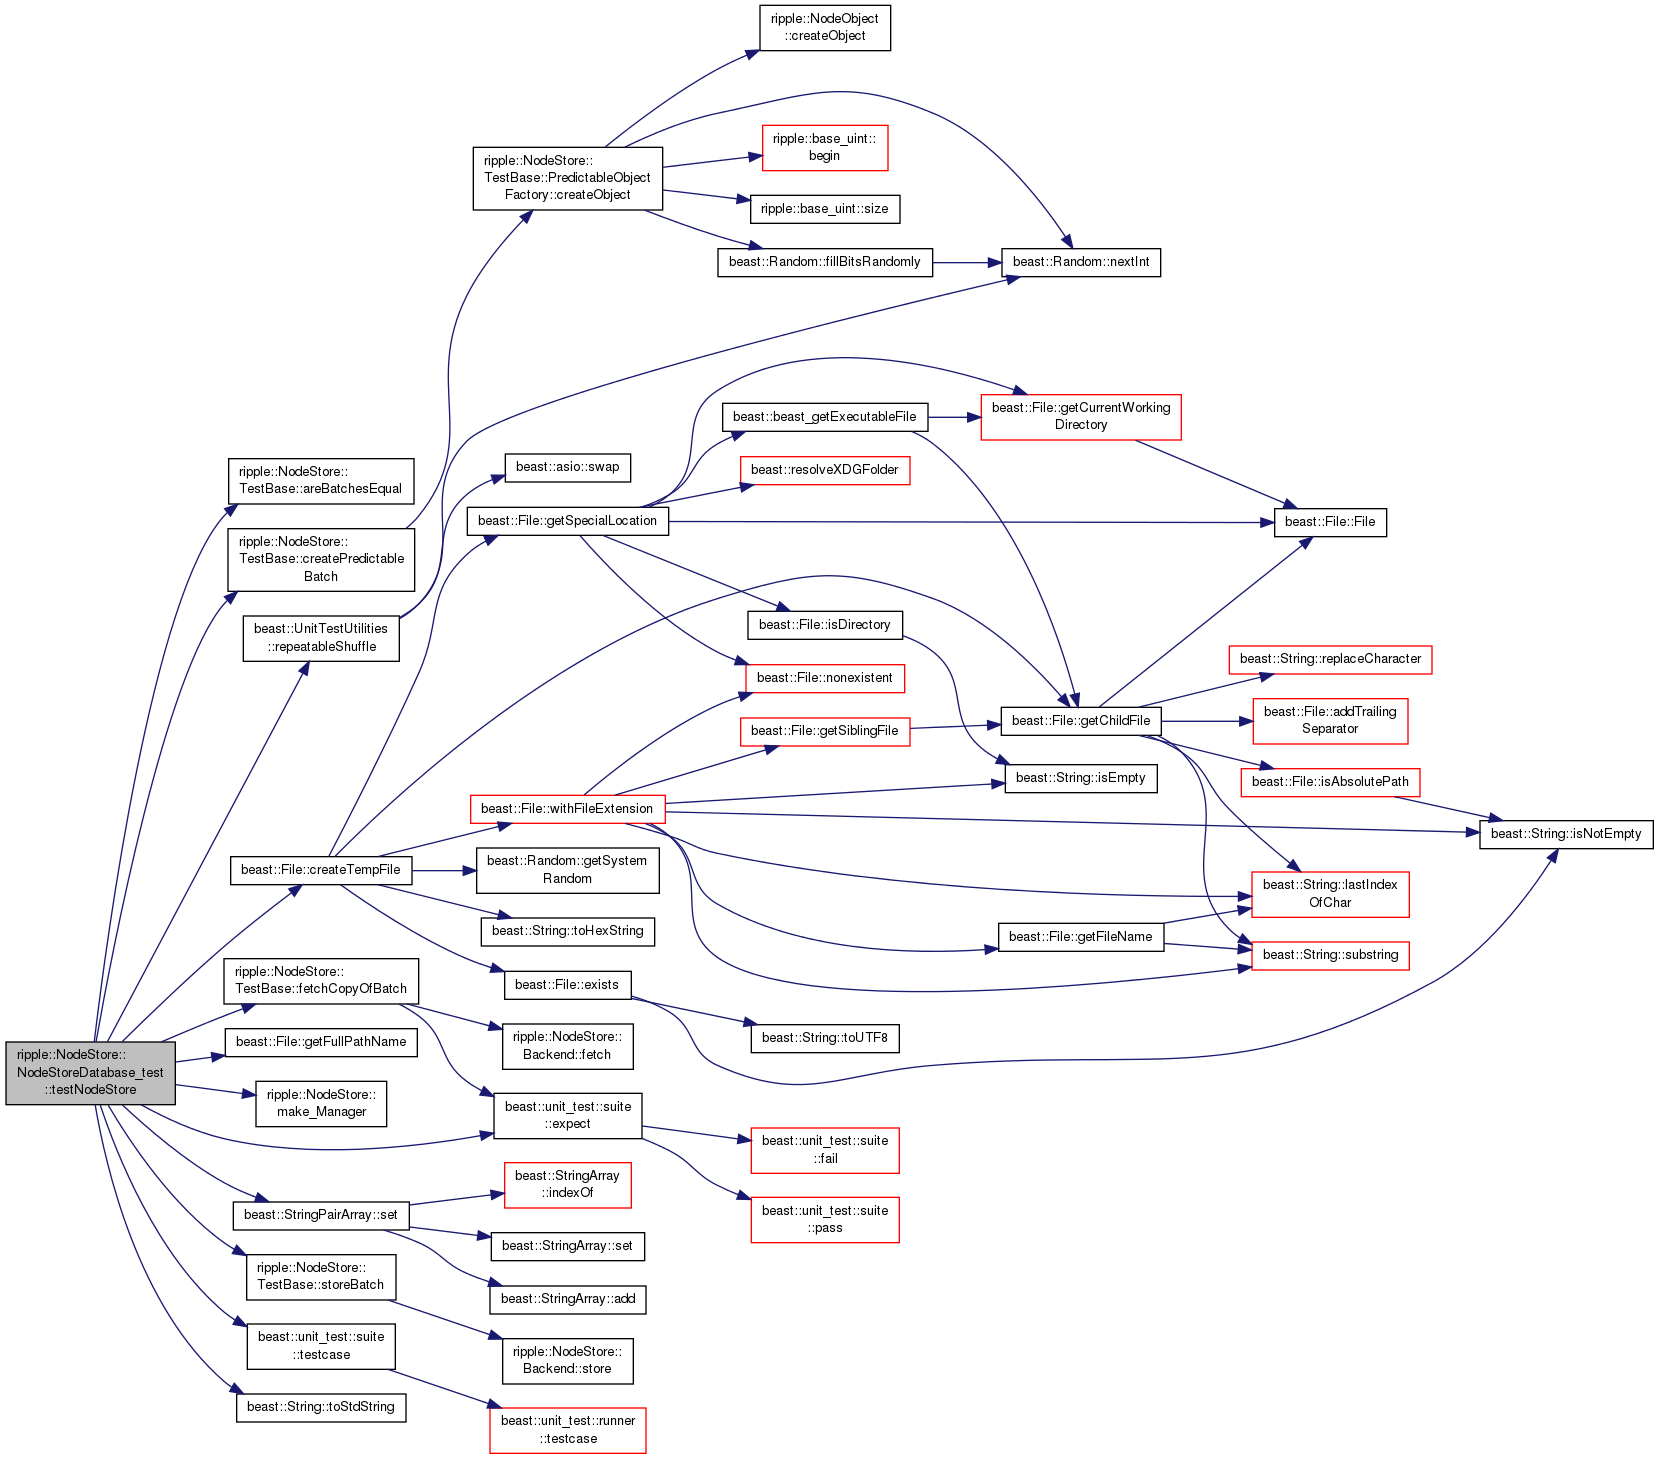 ripple::NodeObject
::createObject
ripple::base_uint::
begin
ripple::NodeStore::
TestBase::PredictableObject
Factory::createObject
ripple::base_uint::size
beast::Random::fillBitsRandomly
beast::Random::nextInt
beast::File::getCurrentWorking
Directory
beast::beast_getExecutableFile
ripple::NodeStore::
TestBase::areBatchesEqual
beast::asio::swap
beast::resolveXDGFolder
beast::File::getSpecialLocation
beast::File::File
ripple::NodeStore::
TestBase::createPredictable
Batch
beast::UnitTestUtilities
::repeatableShuffle
beast::File::isDirectory
beast::File::nonexistent
beast::String::replaceCharacter
beast::File::getSiblingFile
beast::File::getChildFile
beast::File::addTrailing
Separator
beast::String::isEmpty
beast::File::isAbsolutePath
beast::File::withFileExtension
beast::String::isNotEmpty
beast::File::createTempFile
beast::Random::getSystem
Random
beast::String::lastIndex
OfChar
beast::String::toHexString
beast::File::getFileName
beast::String::substring
ripple::NodeStore::
TestBase::fetchCopyOfBatch
beast::File::exists
beast::File::getFullPathName
ripple::NodeStore::
Backend::fetch
beast::String::toUTF8
ripple::NodeStore::
NodeStoreDatabase_test
::testNodeStore
ripple::NodeStore::
make_Manager
beast::unit_test::suite
::expect
beast::unit_test::suite
::fail
beast::StringArray
::indexOf
beast::unit_test::suite
::pass
beast::StringPairArray::set
beast::StringArray::set
ripple::NodeStore::
TestBase::storeBatch
beast::StringArray::add
beast::unit_test::suite
::testcase
ripple::NodeStore::
Backend::store
beast::String::toStdString
beast::unit_test::runner
::testcase